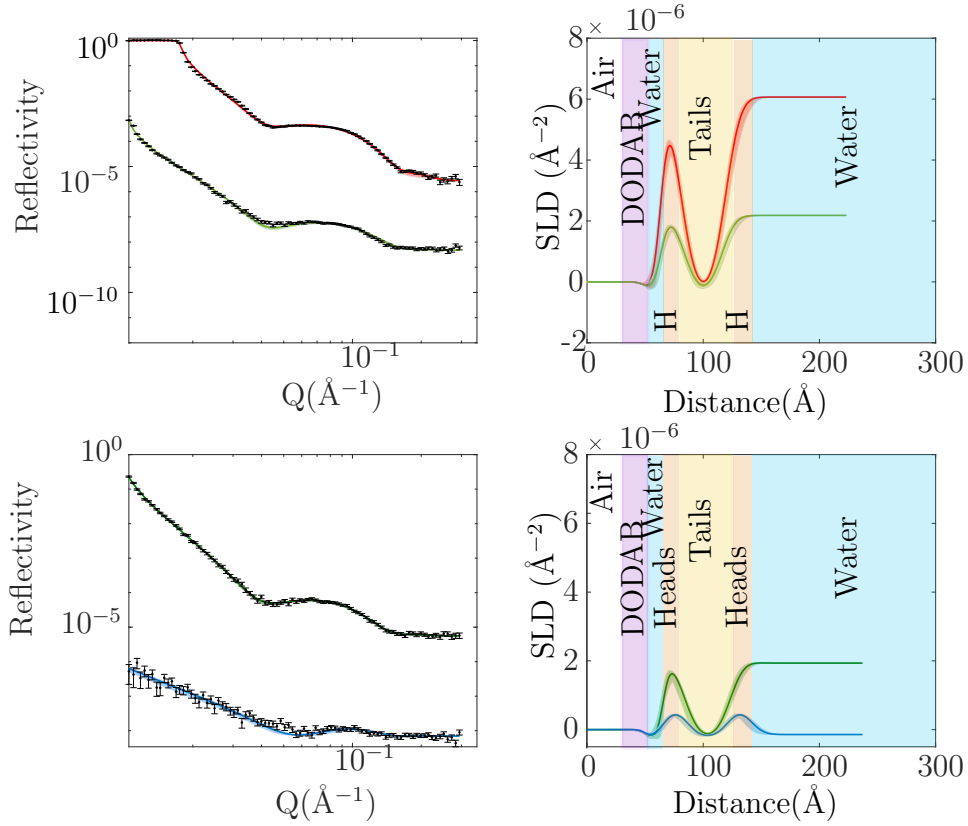 10^0
10^-5
10^-10
Reflectivity
10^-1
Q(Å^-1)
8 × 10^-6
6
4
2
0
-2
SLD (Å^-2)
Air
DODAB
Water
H
Tails
H
Water
0 100 200 300
Distance(Å)
10^0
10^-5
Reflectivity
10^-1
Q(Å^-1)
8 × 10^-6
6
4
2
0
SLD (Å^-2)
Air
DODAB
Water
Heads
Tails
Heads
Water
0 100 200 300
Distance(Å)